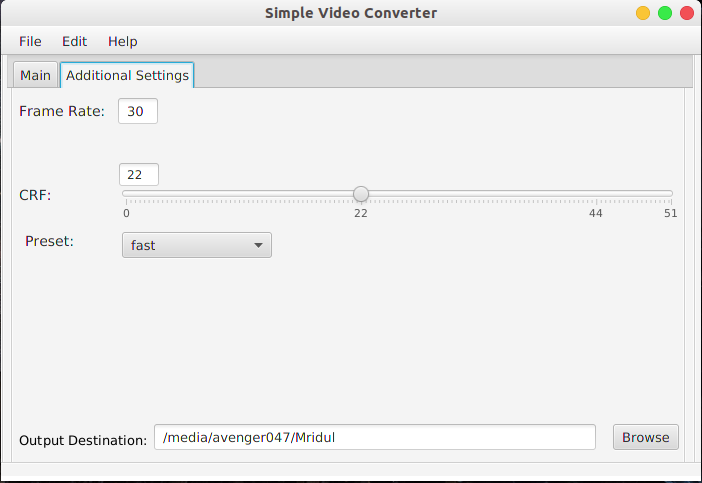 Simple Video Converter
File Edit Help
Main Additional Settings
Frame Rate: 30
22
CRF:
0 22 44 51
Preset: fast
Output Destination: /media/avenger047/Mridul Browse